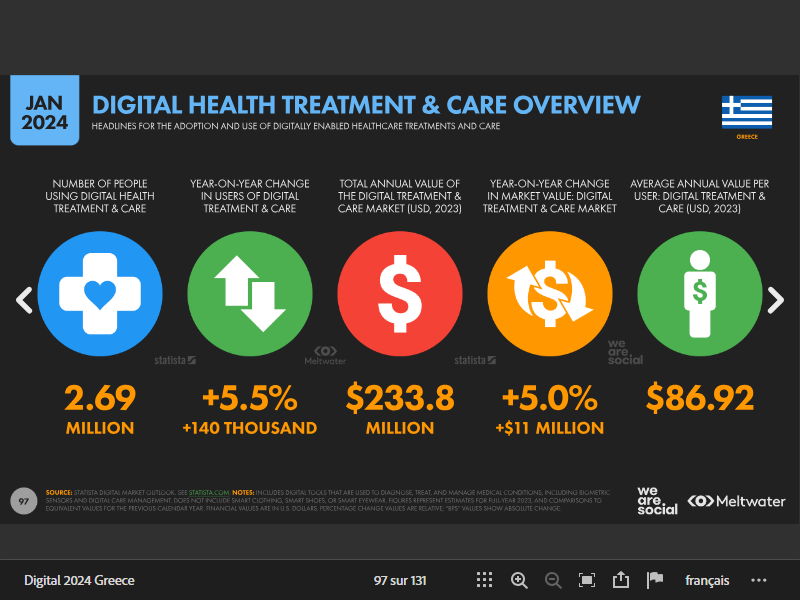 JAN
2024
DIGITAL HEALTH TREATMENT & CARE OVERVIEW
HEADLINES FOR THE ADOPTION AND USE OF DIGITALLY ENABLED HEALTHCARE TREATMENTS AND CARE
GREECE
NUMBER OF PEOPLE
USING DIGITAL HEALTH
TREATMENT & CARE
YEAR-ON-YEAR CHANGE
IN USERS OF DIGITAL
TREATMENT & CARE
TOTAL ANNUAL VALUE OF
THE DIGITAL TREATMENT &
CARE MARKET (USD, 2023)
YEAR-ON-YEAR CHANGE
IN MARKET VALUE: DIGITAL
TREATMENT & CARE MARKET
AVERAGE ANNUAL VALUE PER
USER: DIGITAL TREATMENT &
CARE (USD, 2023)
$
$
$
statista
Meltwater
statista
we
are.
social
2.69
MILLION
+5.5%
+140 THOUSAND
$233.8
MILLION
+5.0%
+$11 MILLION
$86.92
97
SOURCE: STATISTA DIGITAL MARKET OUTLOOK. SEE STATISTA.COM. NOTES: INCLUDES DIGITAL TOOLS THAT ARE USED TO DIAGNOSE, TREAT, AND MANAGE MEDICAL CONDITIONS, INCLUDING BIOMETRIC
SENSORS AND DIGITAL CARE MANAGEMENT. DOES NOT INCLUDE SMART CLOTHING, SMART SHOES, OR SMART EYEWEAR. FIGURES REPRESENT ESTIMATES FOR FULL-YEAR 2023, AND COMPARISONS TO
EQUIVALENT VALUES FOR THE PREVIOUS CALENDAR YEAR. FINANCIAL VALUES ARE IN U.S. DOLLARS. PERCENTAGE CHANGE VALUES ARE RELATIVE; "BPS" VALUES SHOW ABSOLUTE CHANGE.
we
are.
social
Meltwater
Digital 2024 Greece
97 sur 131
français